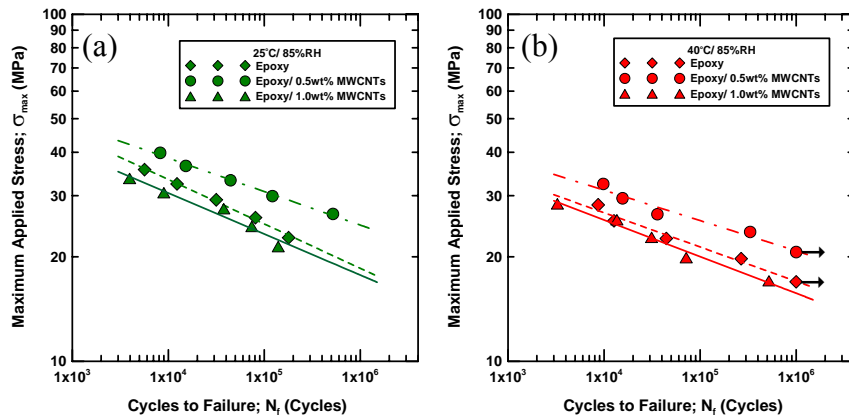 (a)
25°C/ 85%RH
Epoxy
Epoxy/ 0.5wt% MWCNTs
Epoxy/ 1.0wt% MWCNTs
Maximum Applied Stress; σmax (MPa)
100
90
80
70
60
50
40
30
20
10
1x10³
1x10⁴
1x10⁵
1x10⁶
Cycles to Failure; Nf (Cycles)
(b)
40°C/ 85%RH
Epoxy
Epoxy/ 0.5wt% MWCNTs
Epoxy/ 1.0wt% MWCNTs
Maximum Applied Stress; σmax (MPa)
100
90
80
70
60
50
40
30
20
10
1x10³
1x10⁴
1x10⁵
1x10⁶
Cycles to Failure; Nf (Cycles)